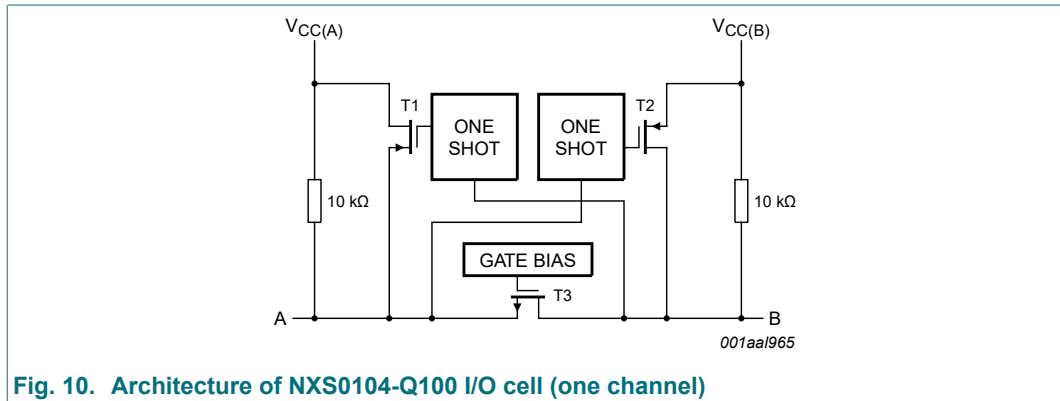 VCC(A)
VCC(B)
T1
ONE
SHOT
ONE
SHOT
T2
10 kΩ
10 kΩ
GATE BIAS
T3
A
B
001aal965
Fig. 10. Architecture of NXS0104-Q100 I/O cell (one channel)